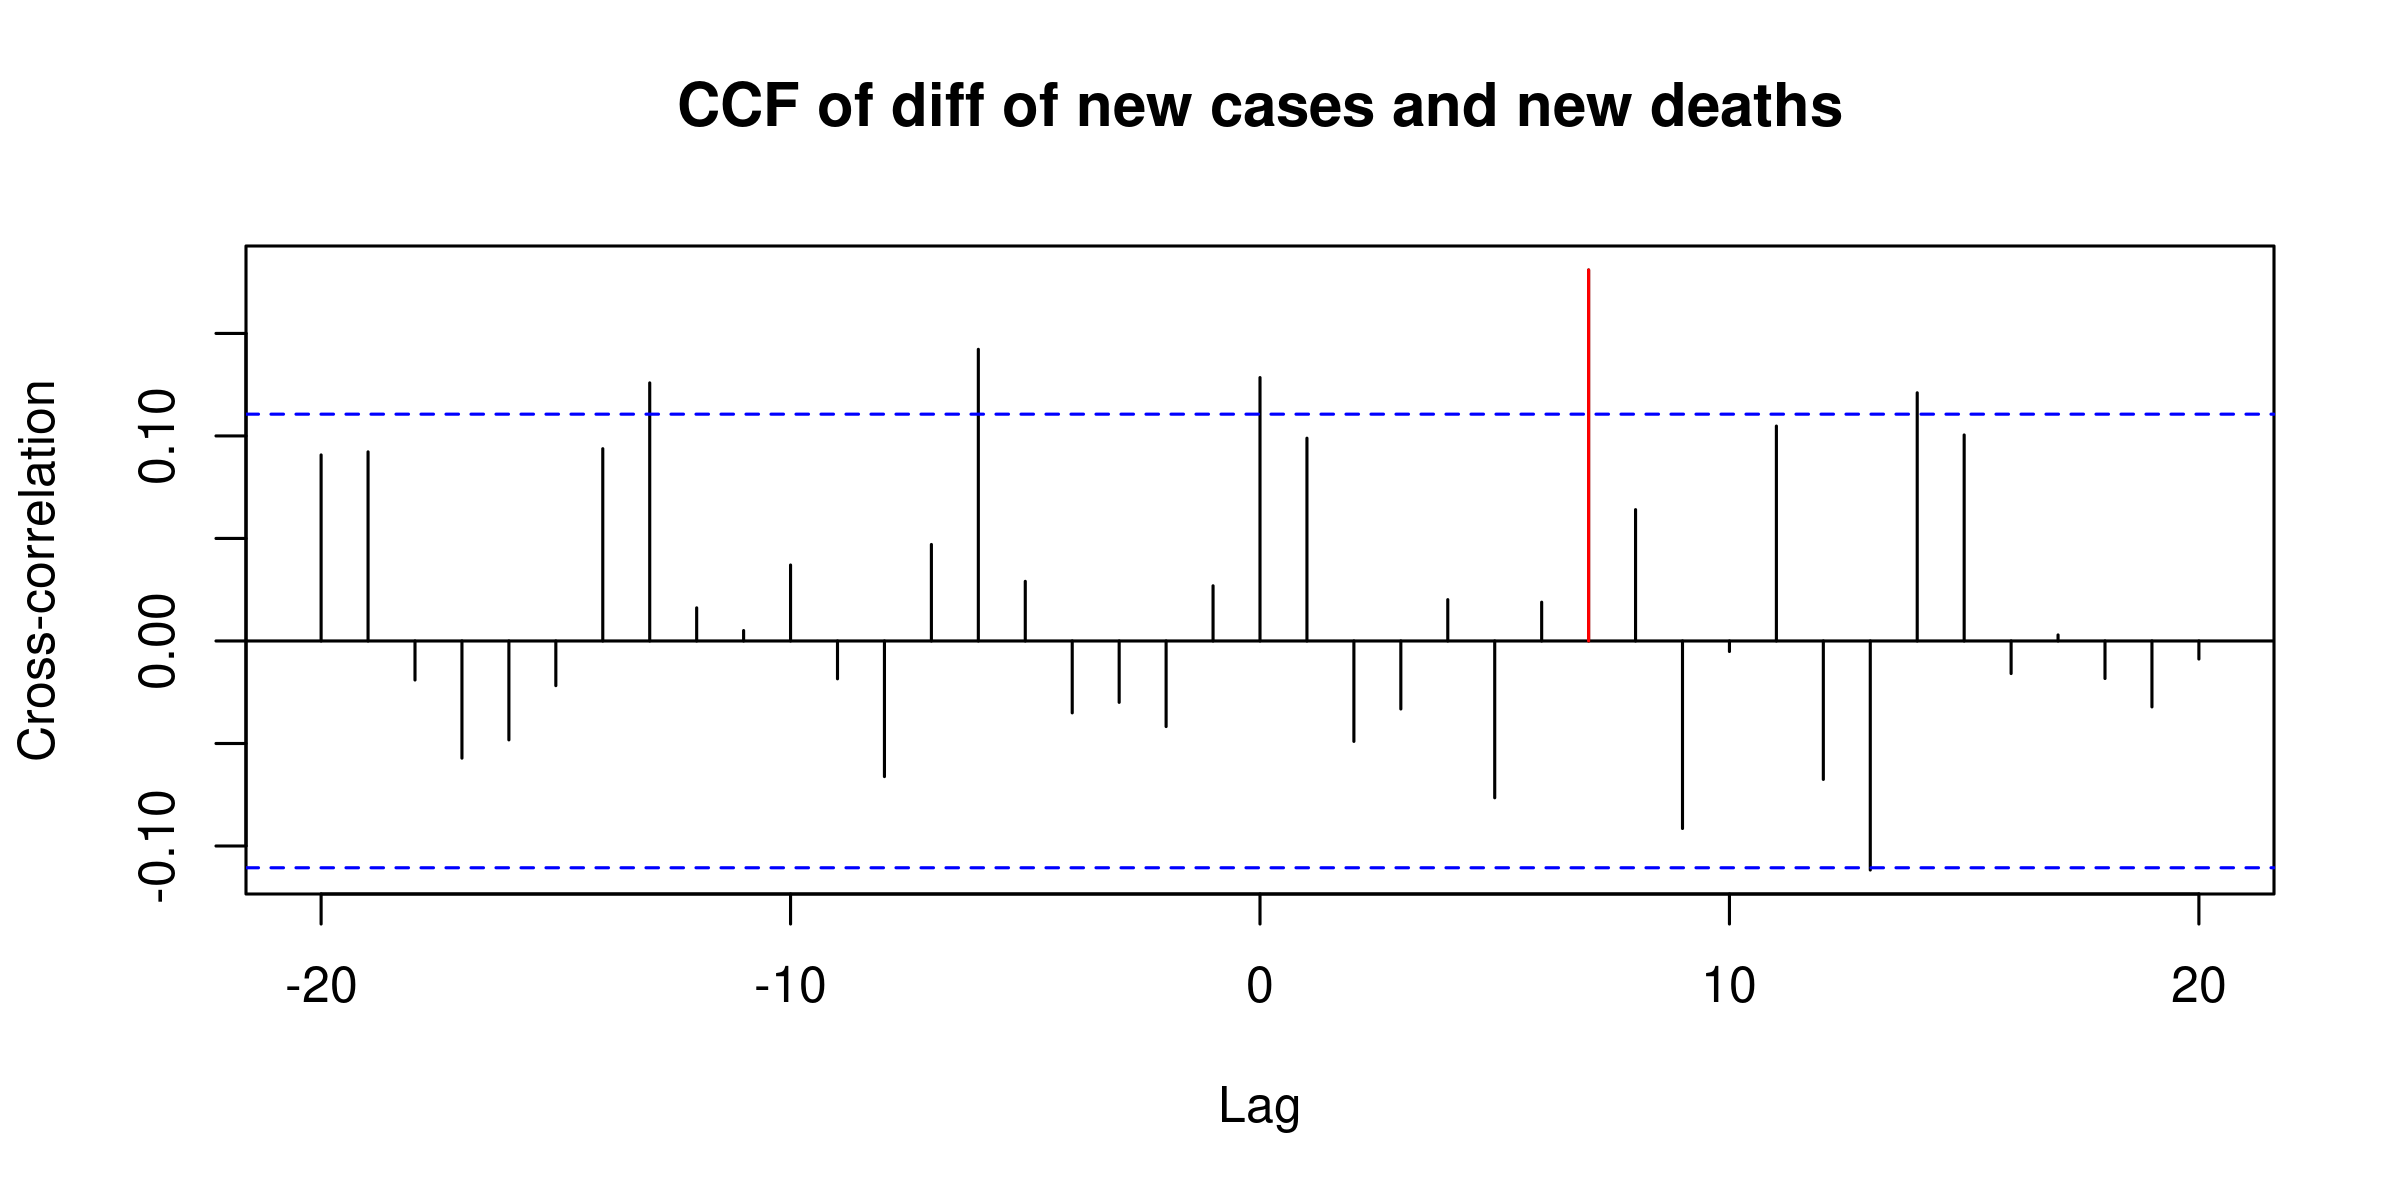 CCF of diff of new cases and new deaths
Cross-correlation
0.10
0.00
-0.10
-20 -10 0 10 20
Lag